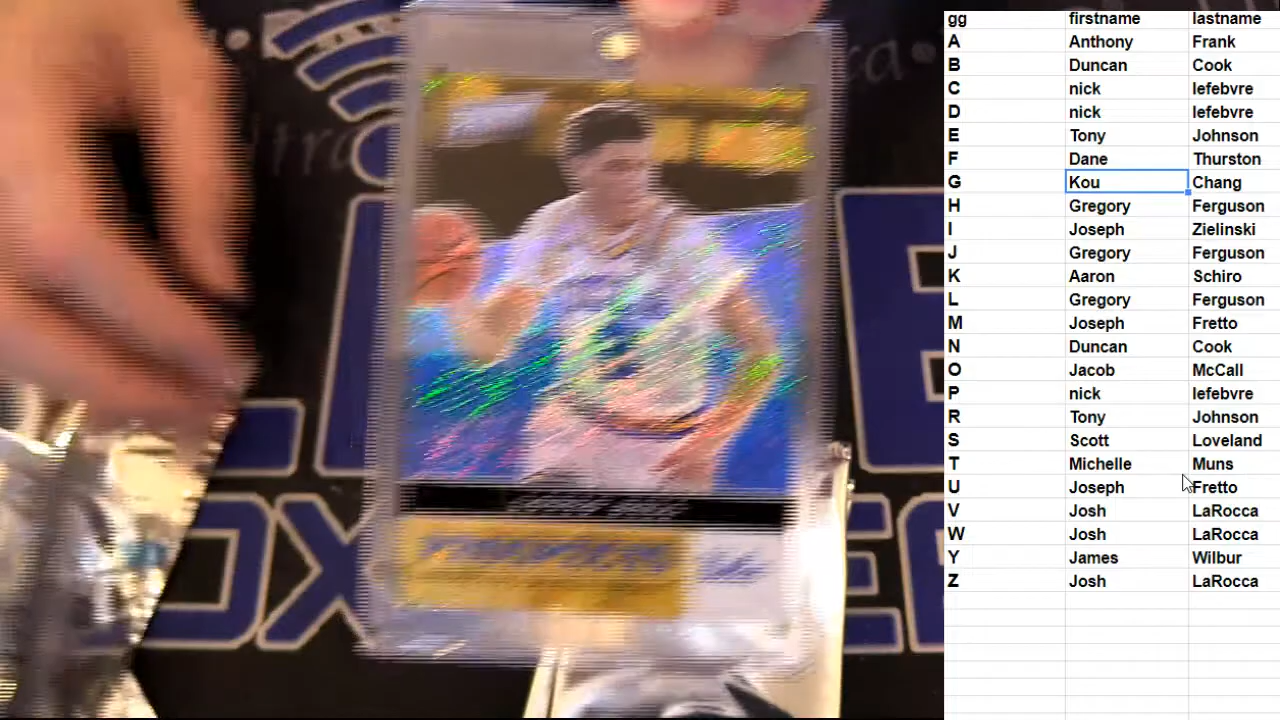 gg firstname lastname
A Anthony Frank
B Duncan Cook
C nick lefebvre
D nick lefebvre
E Tony Johnson
F Dane Thurston
G Kou Chang
H Gregory Ferguson
I Joseph Zielinski
J Gregory Ferguson
K Aaron Schiro
L Gregory Ferguson
M Joseph Fretto
N Duncan Cook
O Jacob McCall
P nick lefebvre
R Tony Johnson
S Scott Loveland
T Michelle Muns
U Joseph Fretto
V Josh LaRocca
W Josh LaRocca
Y James Wilbur
Z Josh LaRocca